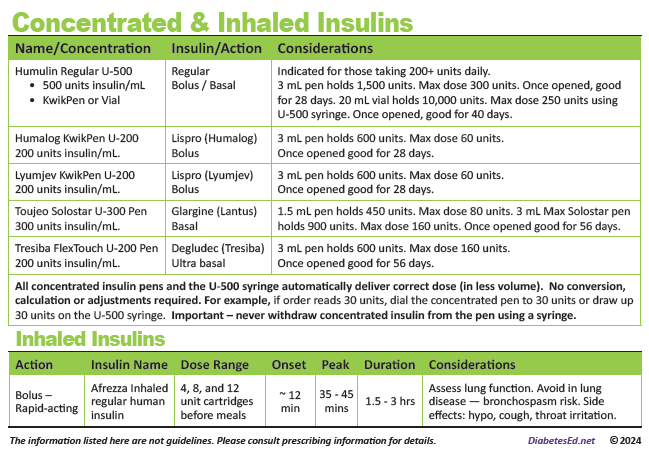 Concentrated & Inhaled Insulins
Name/Concentration Insulin/Action Considerations
Humulin Regular U-500
• 500 units insulin/mL
• KwikPen or Vial
Regular
Bolus / Basal
Indicated for those taking 200+ units daily.
3 mL pen holds 1,500 units. Max dose 300 units. Once opened, good
for 28 days. 20 mL vial holds 10,000 units. Max dose 250 units using
U-500 syringe. Once opened, good for 40 days.
Humalog KwikPen U-200
200 units insulin/mL.
Lispro (Humalog)
Bolus
3 mL pen holds 600 units. Max dose 60 units.
Once opened good for 28 days.
Lyumjev KwikPen U-200
200 units insulin/mL.
Lispro (Lyumjev)
Bolus
3 mL pen holds 600 units. Max dose 60 units.
Once opened good for 28 days.
Toujeo Solostar U-300 Pen
300 units insulin/mL.
Glargine (Lantus)
Basal
1.5 mL pen holds 450 units. Max dose 80 units. 3 mL Max Solostar pen
holds 900 units. Max dose 160 units. Once opened good for 56 days.
Tresiba FlexTouch U-200 Pen
200 units insulin/mL.
Degludec (Tresiba)
Ultra basal
3 mL pen holds 600 units. Max dose 160 units.
Once opened good for 56 days.
All concentrated insulin pens and the U-500 syringe automatically deliver correct dose (in less volume). No conversion,
calculation or adjustments required. For example, if order reads 30 units, dial the concentrated pen to 30 units or draw up
30 units on the U-500 syringe. Important – never withdraw concentrated insulin from the pen using a syringe.
Inhaled Insulins
Action Insulin Name Dose Range Onset Peak Duration Considerations
Bolus –
Rapid-acting
Afrezza Inhaled
regular human
insulin
4, 8, and 12
unit cartridges
before meals
~ 12
min
35 - 45
mins
1.5 - 3 hrs
Assess lung function. Avoid in lung
disease — bronchospasm risk. Side
effects: hypo, cough, throat irritation.
The information listed here are not guidelines. Please consult prescribing information for details. DiabetesEd.net © 2024